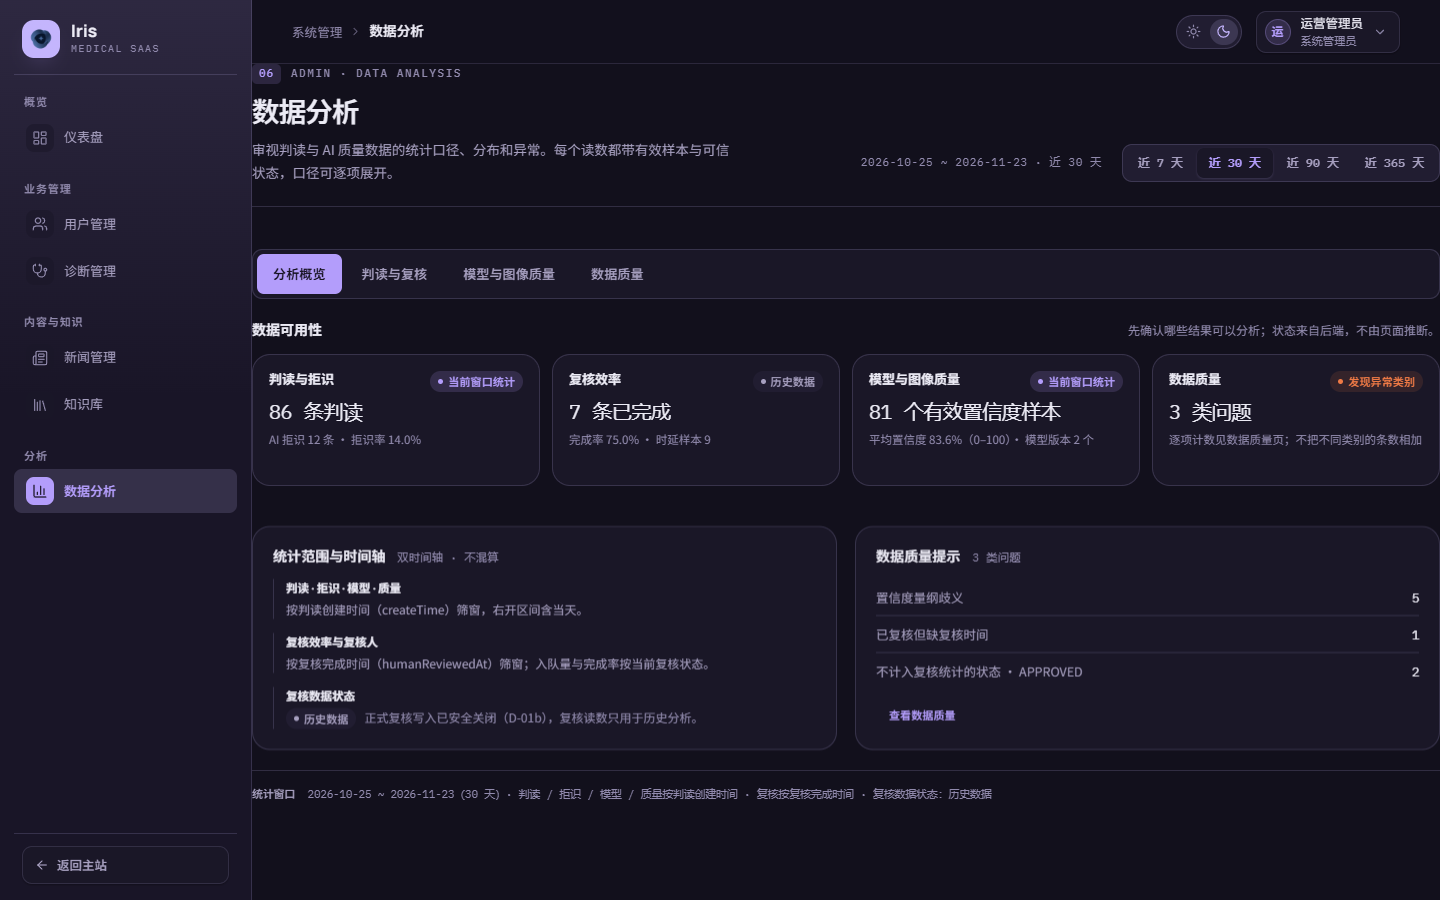 Iris
MEDICAL SAAS
概览
仪表盘
业务管理
用户管理
诊断管理
内容与知识
新闻管理
知识库
分析
数据分析
返回主站
系统管理 > 数据分析
运
运营管理员
系统管理员
06 ADMIN · DATA ANALYSIS
数据分析
审视判读与 AI 质量数据的统计口径、分布和异常。每个读数都带有效样本与可信
状态，口径可逐项展开。
2026-10-25 ~ 2026-11-23 · 近 30 天
近 7 天 近 30 天 近 90 天 近 365 天
分析概览 判读与复核 模型与图像质量 数据质量
数据可用性
先确认哪些结果可以分析；状态来自后端，不由页面推断。
判读与拒识
当前窗口统计
86 条判读
AI 拒识 12 条 · 拒识率 14.0%
复核效率
历史数据
7 条已完成
完成率 75.0% · 时延样本 9
模型与图像质量
当前窗口统计
81 个有效置信度样本
平均置信度 83.6%（0–100）· 模型版本 2 个
数据质量
发现异常类别
3 类问题
逐项计数见数据质量页；不把不同类别的条数相加
统计范围与时间轴 双时间轴 · 不混算
判读·拒识·模型·质量
按判读创建时间（createTime）筛窗，右开区间含当天。
复核效率与复核人
按复核完成时间（humanReviewedAt）筛窗；入队量与完成率按当前复核状态。
复核数据状态
历史数据 正式复核写入已安全关闭（D-01b），复核读数只用于历史分析。
数据质量提示 3 类问题
置信度量纲歧义 5
已复核但缺复核时间 1
不计入复核统计的状态 · APPROVED 2
查看数据质量
统计窗口 2026-10-25 ~ 2026-11-23 (30 天) · 判读 / 拒识 / 模型 / 质量按判读创建时间 · 复核按复核完成时间 · 复核数据状态：历史数据